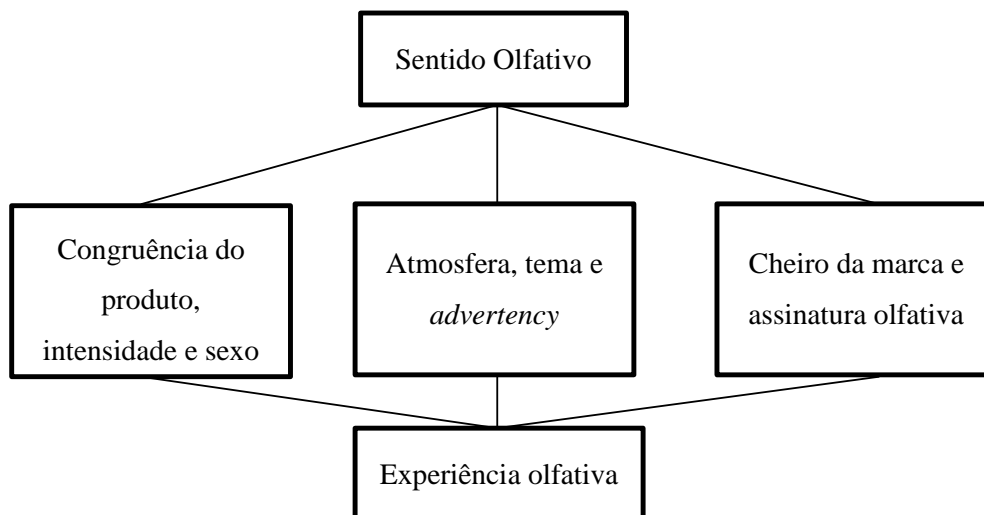 Sentido Olfativo
Congruência do
produto,
intensidade e sexo
Atmosfera, tema e
advertency
Cheiro da marca e
assinatura olfativa
Experiência olfativa